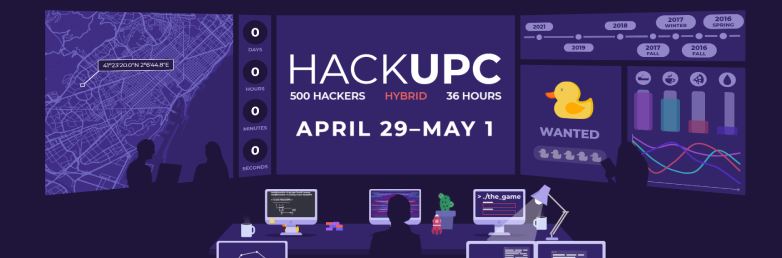 41°23'20.0"N 2°6'44.8"E
0
DAYS
0
HOURS
0
MINUTES
0
SECONDS
HACKUPC
500 HACKERS HYBRID 36 HOURS
APRIL 29–MAY 1
2021
2019
2018
2017
WINTER
2017
FALL
2016
SPRING
2016
FALL
WANTED
> ./the_game